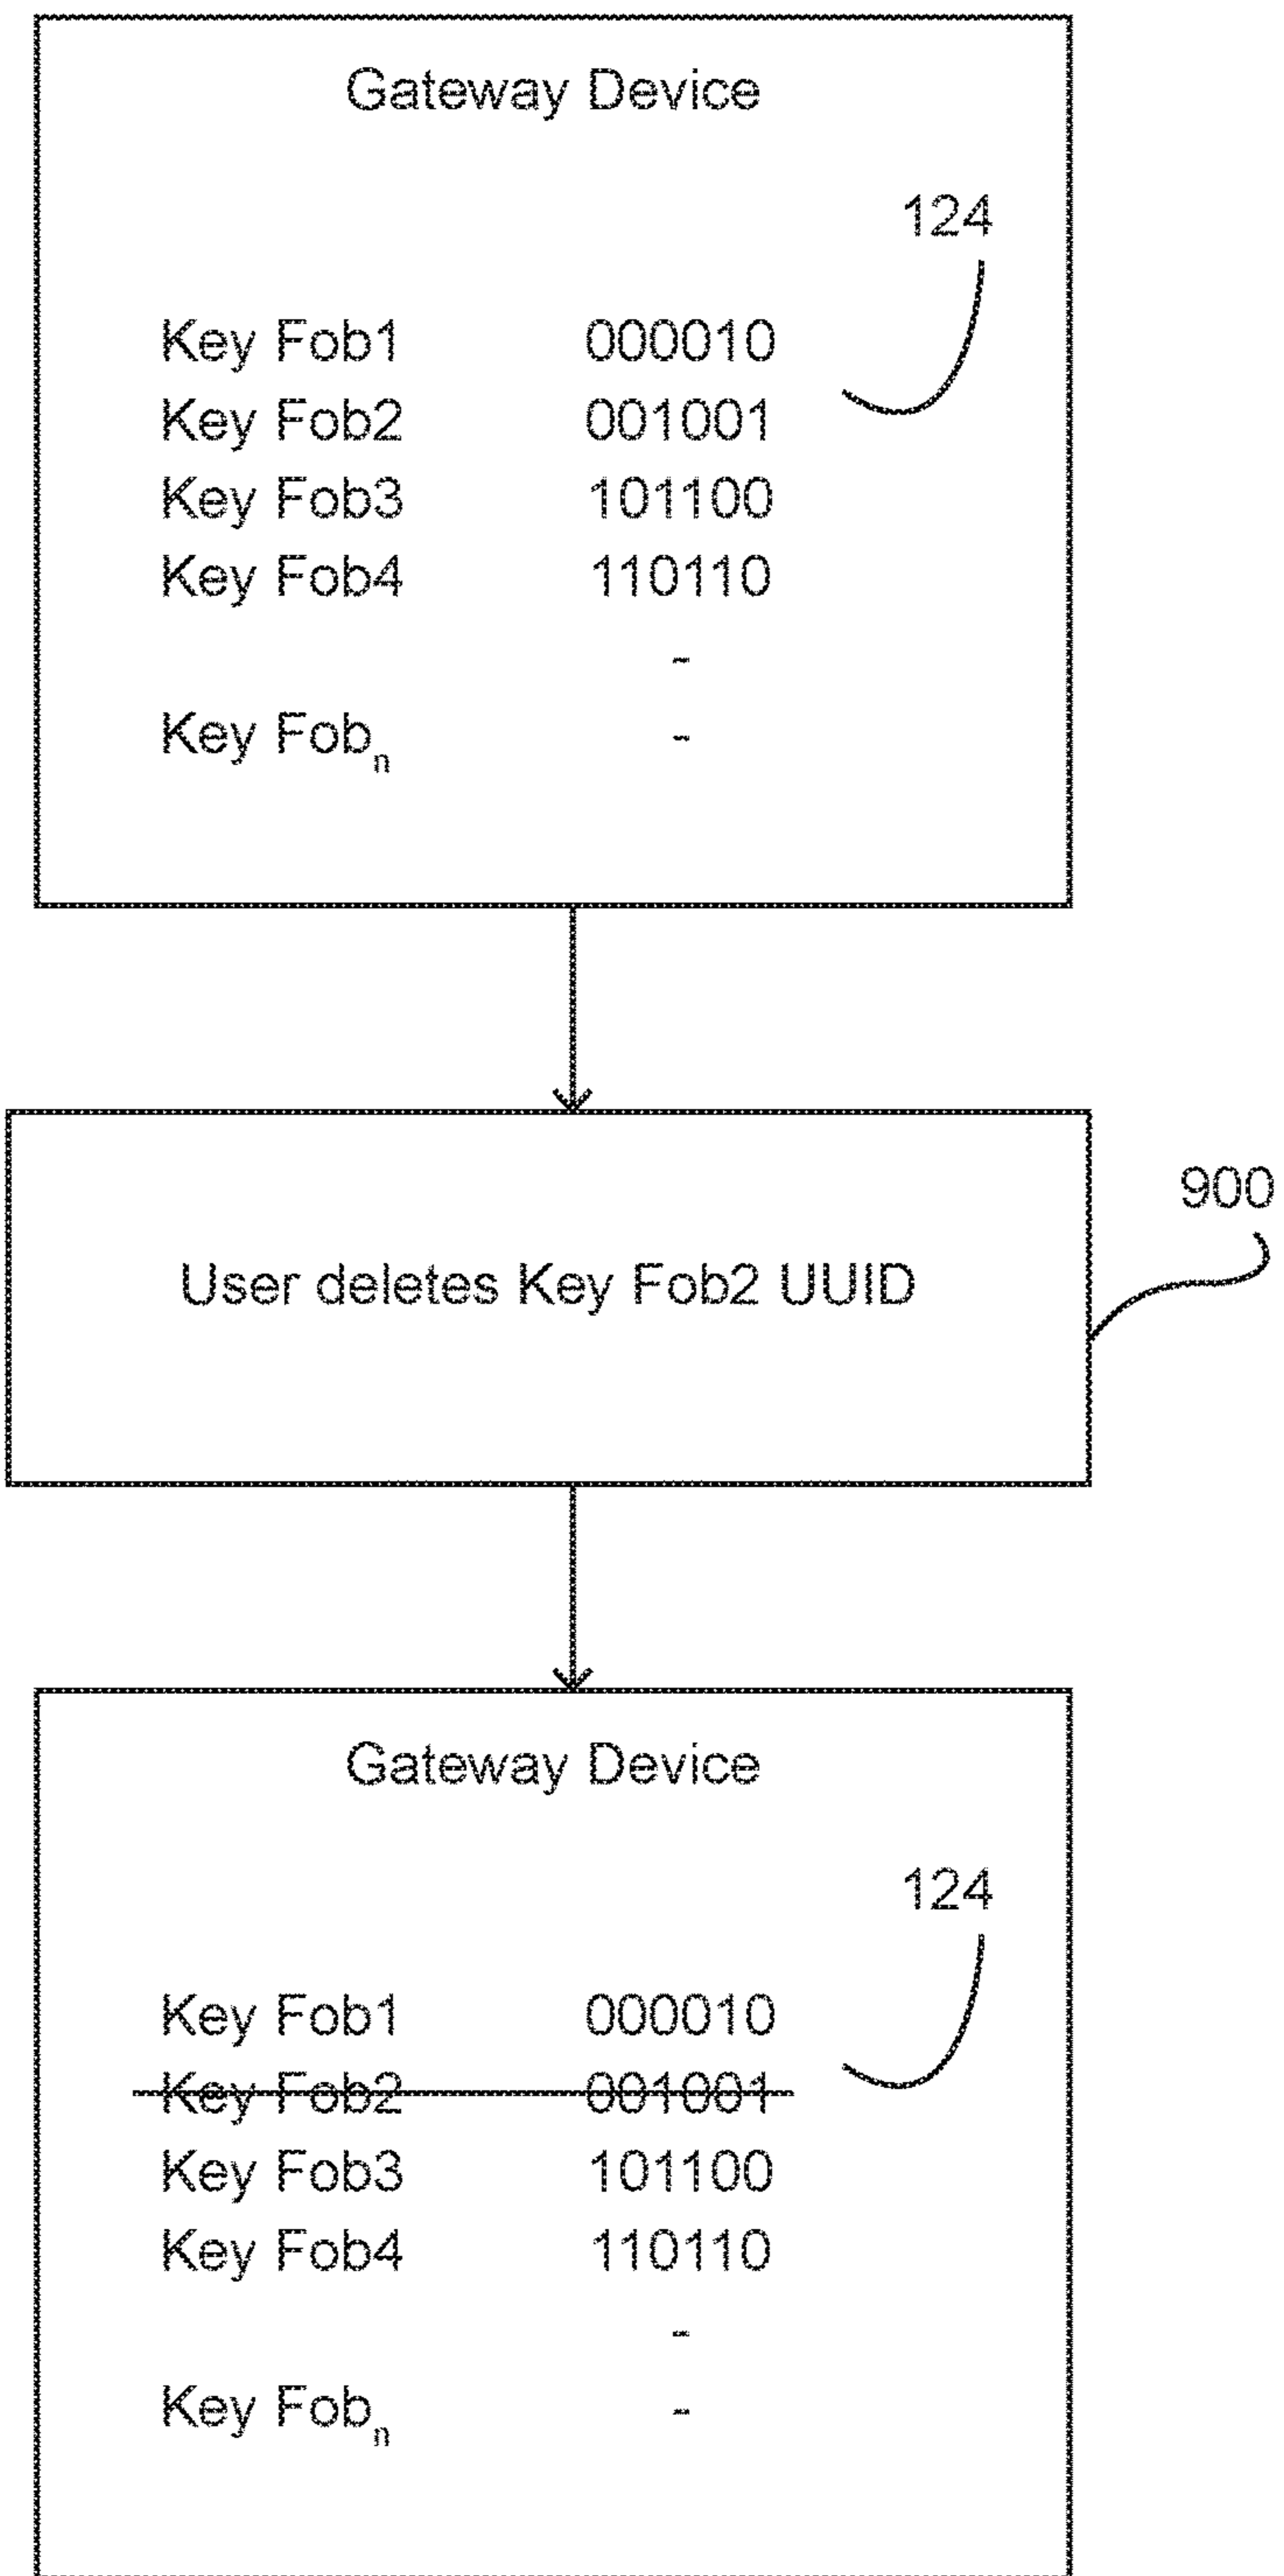 Gateway Device
124
Key Fob1 000010
Key Fob2 001001
Key Fob3 101100
Key Fob4 110110
-
Key Fobn -
900
User deletes Key Fob2 UUID
Gateway Device
124
Key Fob1 000010
Key Fob2 001001
Key Fob3 101100
Key Fob4 110110
-
Key Fobn -